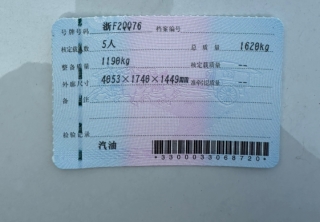 号牌号码 浙F2QQ76 档案编号
核定载人数 5人 总质量 1620kg
整备质量 1190kg 核定载质量 --
外廓尺寸 4053×1740×1449mm 准牵引总质量 --
备注
检验记录
汽油
*3300033068720*